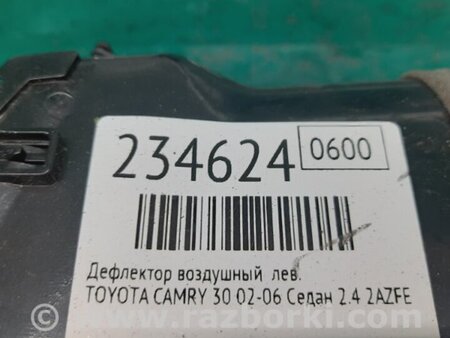 234624 0600
Дефлектор воздушный лев.
TOYOTA CAMRY 30 02-06 Седан 2.4 2AZFE
© www.razborki.com